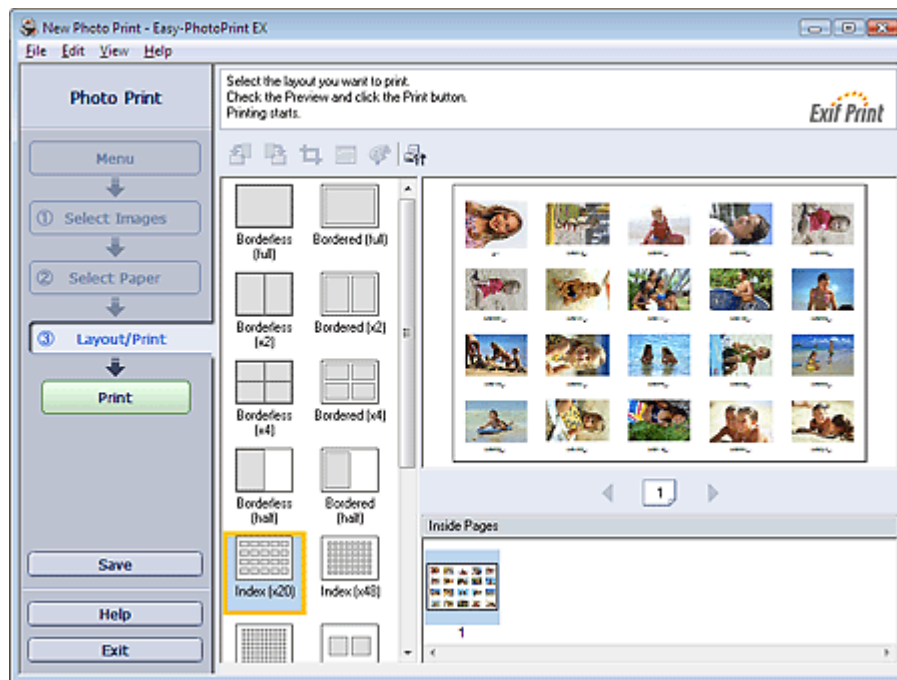 New Photo Print - Easy-PhotoPrint EX
File Edit View Help
Photo Print
Select the layout you want to print.
Check the Preview and click the Print button.
Printing starts.
Exif Print
Menu
① Select Images
② Select Paper
③ Layout/Print
Print
Save
Help
Exit
Borderless
(full)
Bordered (full)
Borderless
(x2)
Bordered (x2)
Borderless
(x4)
Bordered (x4)
Borderless
(half)
Bordered
(half)
Index (x20)
Index (x48)
1
Inside Pages
1